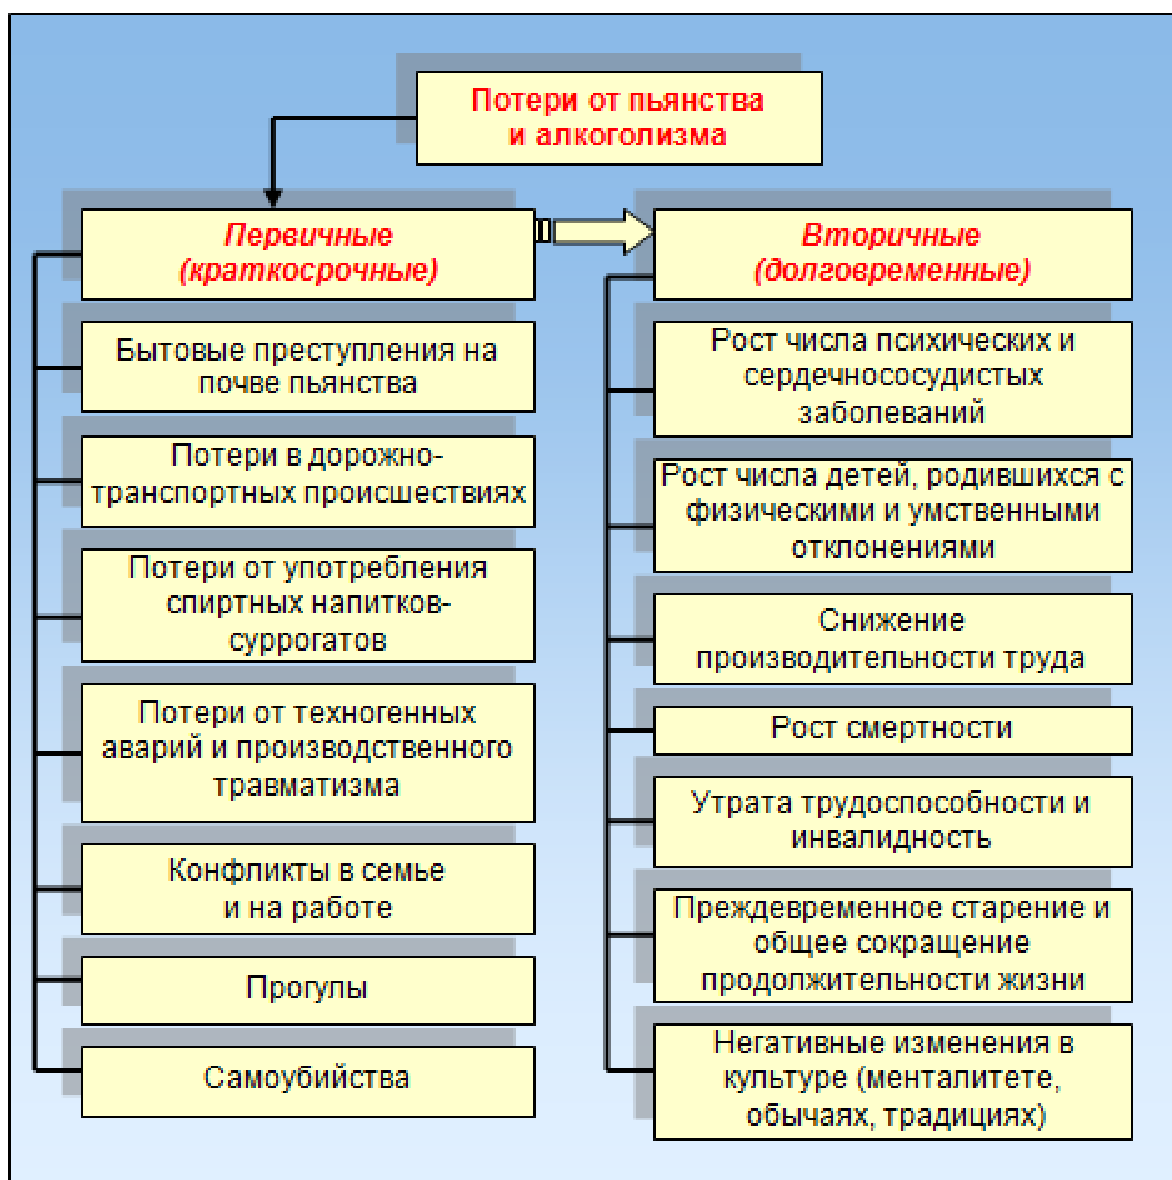 Потери от пьянства
и алкоголизма
Первичные
(краткосрочные)
Бытовые преступления на
почве пьянства
Потери в дорожно-
транспортных происшествиях
Потери от употребления
спиртных напитков-
суррогатов
Потери от техногенных
аварий и производственного
травматизма
Конфликты в семье
и на работе
Прогулы
Самоубийства
Вторичные
(долговременные)
Рост числа психических и
сердечнососудистых
заболеваний
Рост числа детей, родившихся с
физическими и умственными
отклонениями
Снижение
производительности труда
Рост смертности
Утрата трудоспособности и
инвалидность
Преждевременное старение и
общее сокращение
продолжительности жизни
Негативные изменения в
культуре (менталитете,
обычаях, традициях)